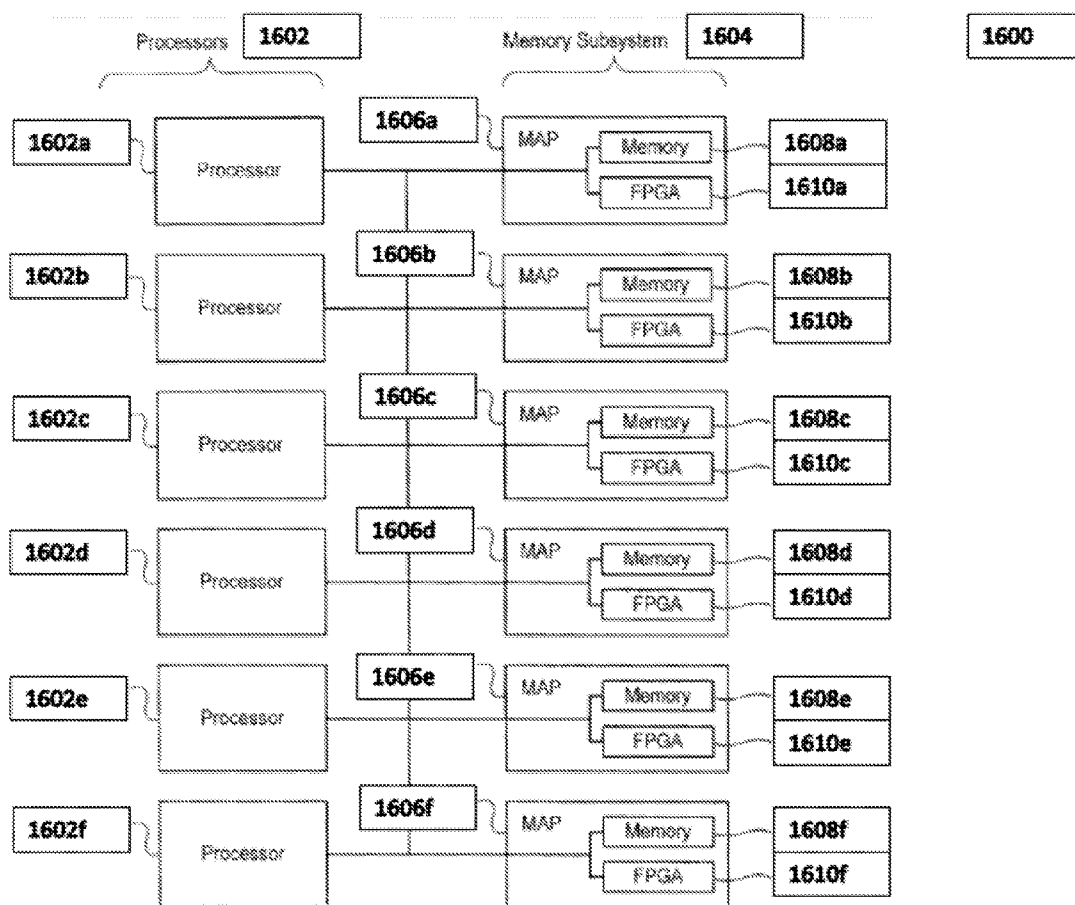 Processors 1602 Memory Subsystem 1604 1600
1606a
1602a Processor MAP Memory 1608a
FPGA 1610a
1606b
1602b Processor MAP Memory 1608b
FPGA 1610b
1606c
1602c Processor MAP Memory 1608c
FPGA 1610c
1606d
1602d Processor MAP Memory 1608d
FPGA 1610d
1606e
1602e Processor MAP Memory 1608e
FPGA 1610e
1606f
1602f Processor MAP Memory 1608f
FPGA 1610f